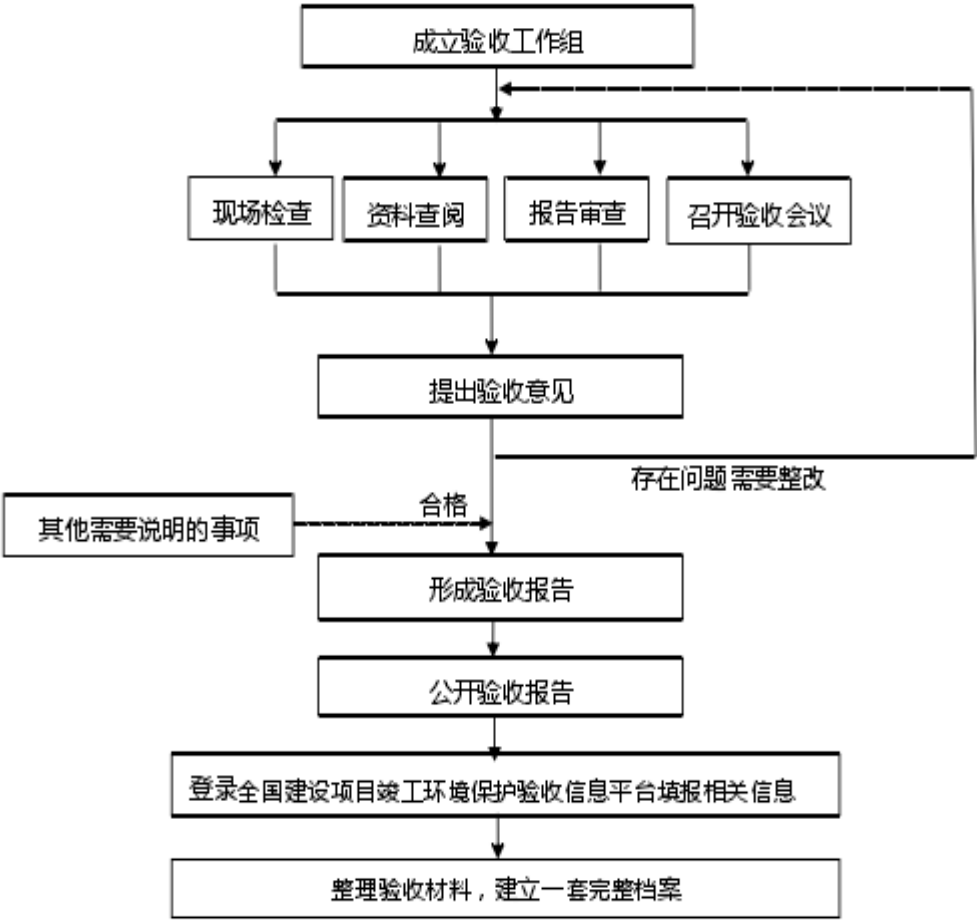 成立验收工作组
现场检查
资料查阅
报告审查
召开验收会议
提出验收意见
存在问题需要整改
合格
其他需要说明的事项
形成验收报告
公开验收报告
登录全国建设项目竣工环境保护验收信息平台填报相关信息
整理验收材料，建立一套完整档案